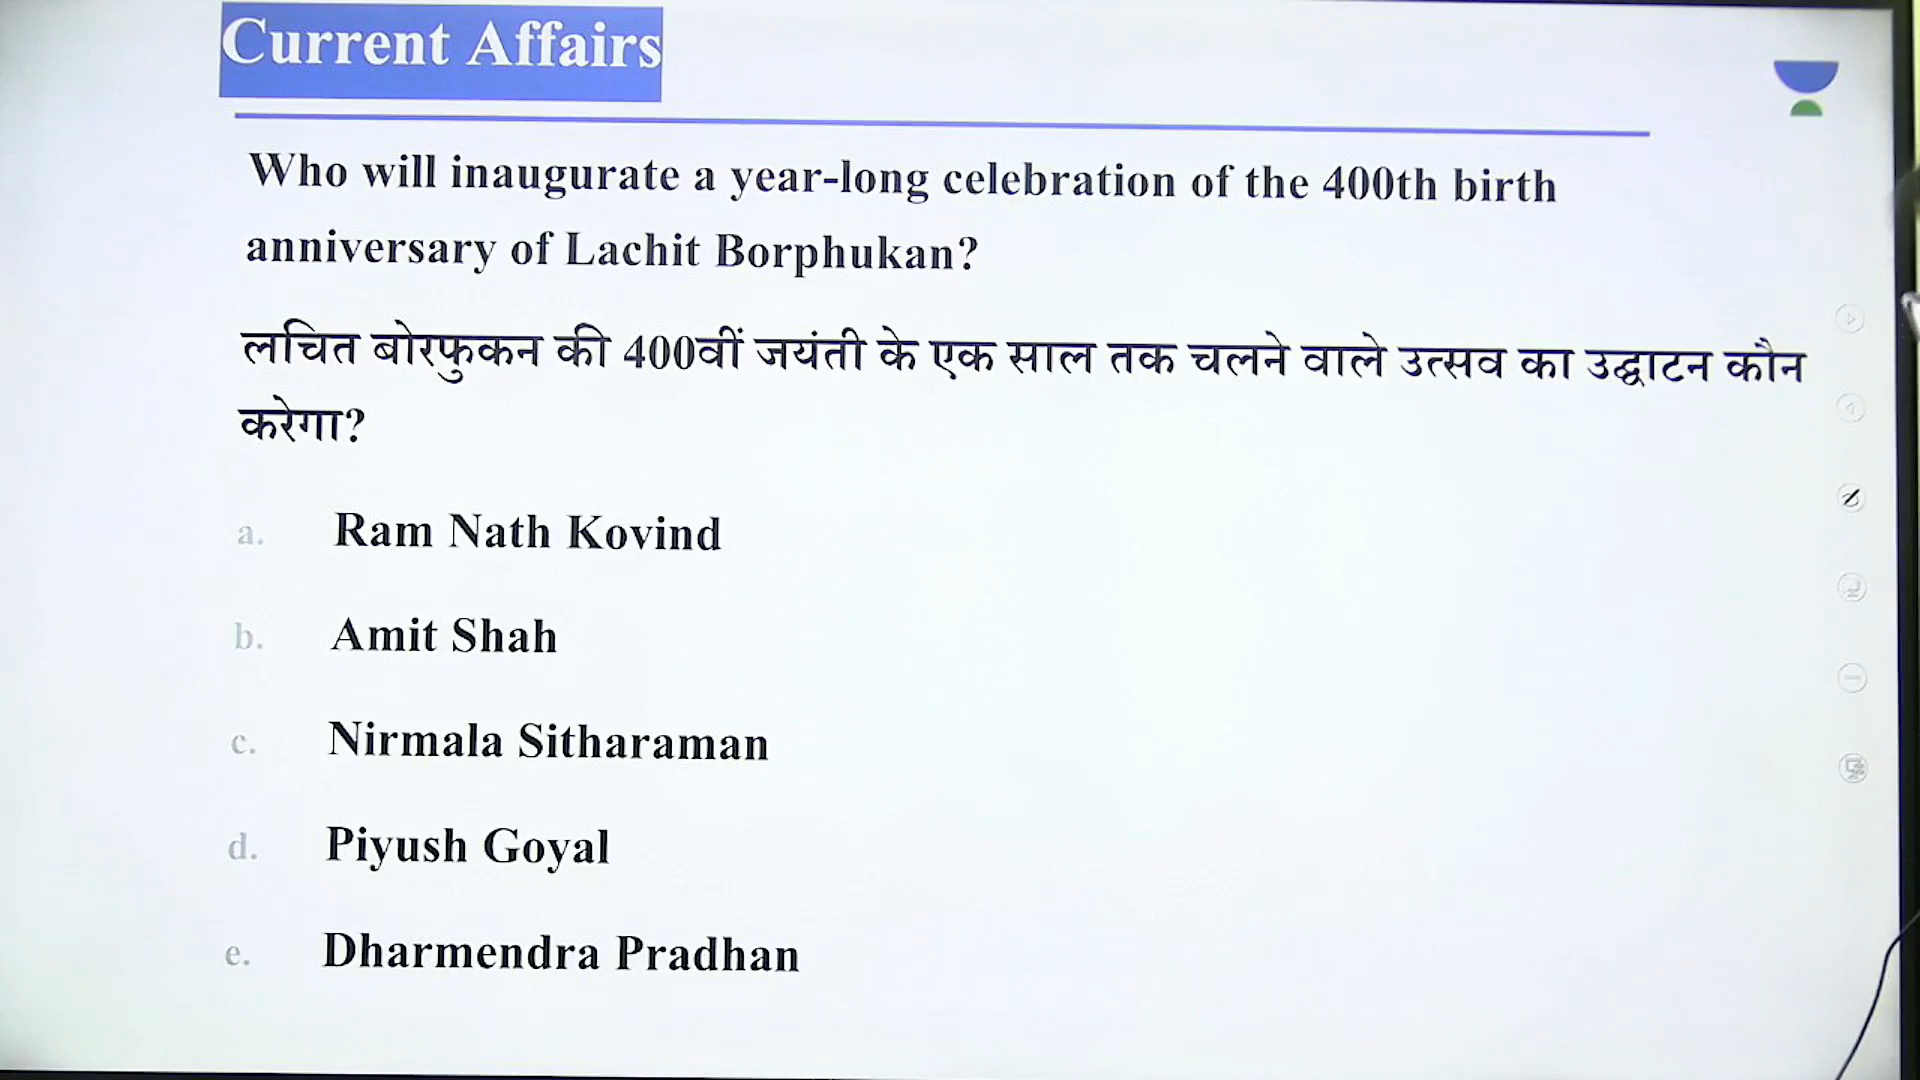 Current Affairs
Who will inaugurate a year-long celebration of the 400th birth
anniversary of Lachit Borphukan?
लचित बोरफुकन की 400वीं जयंती के एक साल तक चलने वाले उत्सव का उद्घाटन कौन
करेगा?
a. Ram Nath Kovind
b. Amit Shah
c. Nirmala Sitharaman
d. Piyush Goyal
e. Dharmendra Pradhan